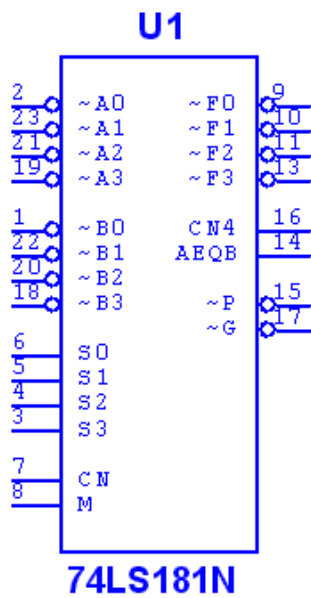 U1
2 ~A0 ~F0 9
23 ~A1 ~F1 10
21 ~A2 ~F2 11
19 ~A3 ~F3 13
1 ~B0 CN4 16
22 ~B1 AEQB 14
20 ~B2
18 ~B3 ~P 15
~G 17
6 S0
5 S1
4 S2
3 S3
7 CN
8 M
74LS181N